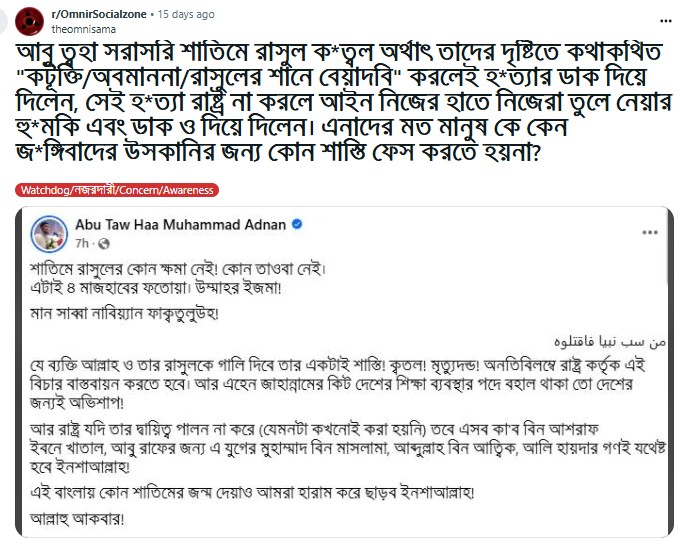 r/OmnirSocialzone • 15 days ago
theomnisama
আবু ত্বহা সরাসরি শাতিমে রাসুল ক*ত্বল অর্থাৎ তাদের দৃষ্টিতে কথাকথিত
"কটূক্তি/অবমাননা/রাসুলের শানে বেয়াদবি" করলেই হ*ত্যার ডাক দিয়ে
দিলেন, সেই হ*ত্যা রাষ্ট্র না করলে আইন নিজের হাতে নিজেরা তুলে নেয়ার
হু*মকি এবং ডাক ও দিয়ে দিলেন। এনাদের মত মানুষ কে কেন
জ*ঙ্গিবাদের উসকানির জন্য কোন শাস্তি ফেস করতে হয়না?
Watchdog/নজরদারী/Concern/Awareness
Abu Taw Haa Muhammad Adnan
7h
শাতিমে রাসুলের কোন ক্ষমা নেই! কোন তাওবা নেই।
এটাই ৪ মাজহাবের ফতোয়া। উম্মাহর ইজমা!
মান সাব্বা নাবিয়্যান ফাক্বতুলুউহ!
من سب نبيا فاقتلوه
যে ব্যক্তি আল্লাহ ও তার রাসুলকে গালি দিবে তার একটাই শাস্তি! ক্বতল! মৃত্যুদন্ড! অনতিবিলম্বে রাষ্ট্র কর্তৃক এই
বিচার বাস্তবায়ন করতে হবে। আর এহেন জাহান্নামের কিট দেশের শিক্ষা ব্যবস্থার পদে বহাল থাকা তো দেশের
জন্যই অভিশাপ!
আর রাষ্ট্র যদি তার দ্বায়িত্ব পালন না করে (যেমনটা কখনোই করা হয়নি) তবে এসব কা'ব বিন আশরাফ
ইবনে খাতাল, আবু রাফের জন্য এ যুগের মুহাম্মাদ বিন মাসলামা, আব্দুল্লাহ বিন আত্বিক, আলি হায়দার গণই যথেষ্ট
হবে ইনশাআল্লাহ!
এই বাংলায় কোন শাতিমের জন্ম দেয়াও আমরা হারাম করে ছাড়ব ইনশাআল্লাহ!
আল্লাহু আকবার!